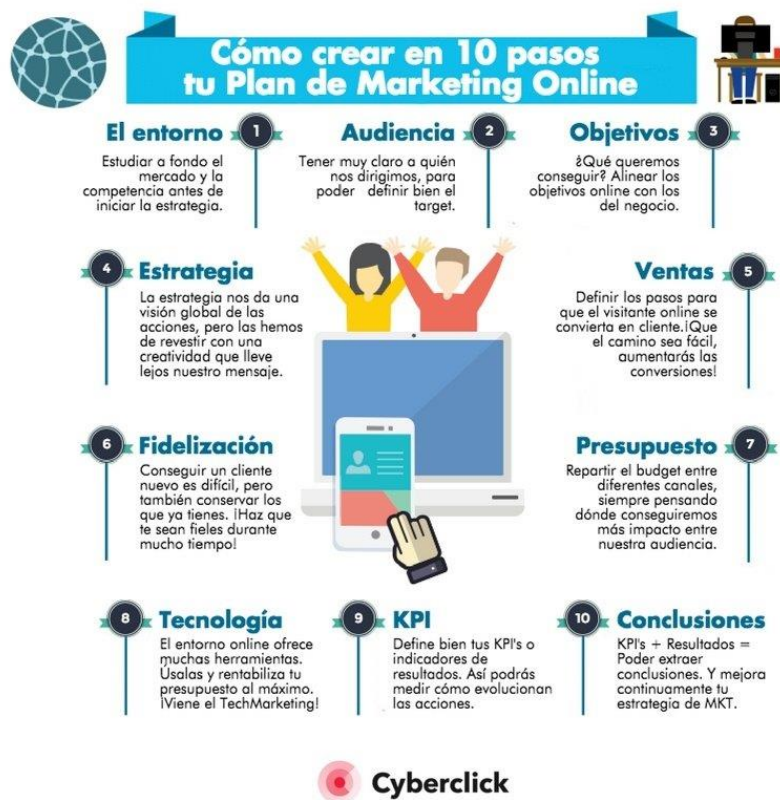 Cómo crear en 10 pasos
tu Plan de Marketing Online
El entorno 1
Estudiar a fondo el
mercado y la
competencia antes de
iniciar la estrategia.
Audiencia 2
Tener muy claro a quién
nos dirigimos, para
poder definir bien el
target.
Objetivos 3
¿Qué queremos
conseguir? Alinear los
objetivos online con los
del negocio.
4 Estrategia
La estrategia nos da una
visión global de las
acciones, pero las hemos
de revestir con una
creatividad que lleve
lejos nuestro mensaje.
Ventas 5
Definir los pasos para
que el visitante online se
convierta en cliente.¡Que
el camino sea fácil,
aumentarás las
conversiones!
6 Fidelización
Conseguir un cliente
nuevo es difícil, pero
también conservar los
que ya tienes. ¡Haz que
te sean fieles durante
mucho tiempo!
Presupuesto 7
Repartir el budget entre
diferentes canales,
siempre pensando
dónde conseguiremos
más impacto entre
nuestra audiencia.
8 Tecnología
El entorno online ofrece
muchas herramientas.
Úsalas y rentabiliza tu
presupuesto al máximo.
¡Viene el TechMarketing!
9 KPI
Define bien tus KPI's o
indicadores de
resultados. Así podrás
medir cómo evolucionan
las acciones.
10 Conclusiones
KPI's + Resultados =
Poder extraer
conclusiones. Y mejora
continuamente tu
estrategia de MKT.
Cyberclick